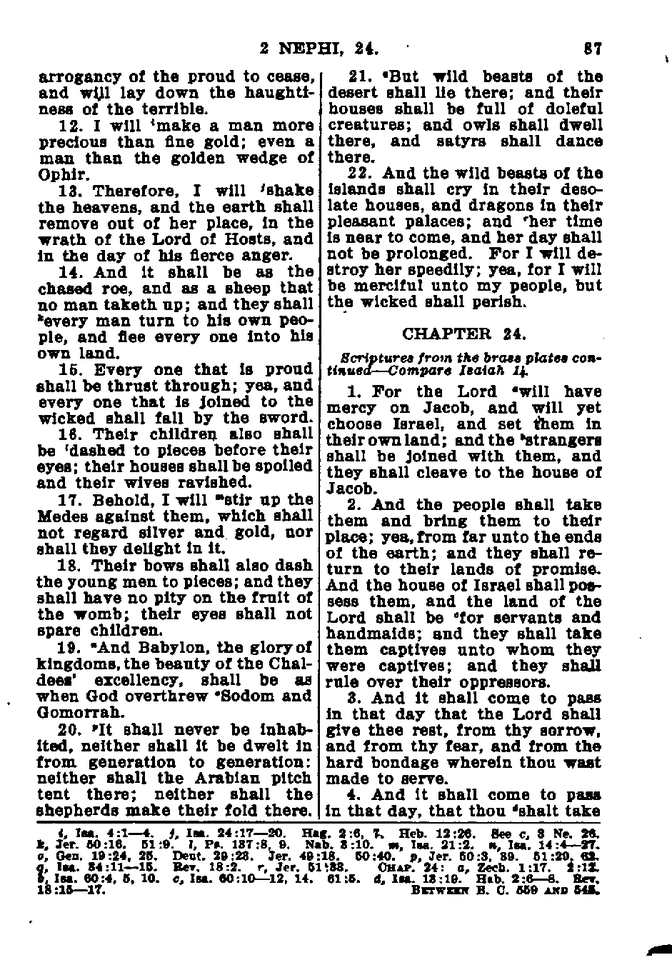 2 NEPHI, 24. 87
arrogancy of the proud to cease,
and will lay down the haughti-
ness of the terrible.
12. I will ⁱmake a man more
precious than fine gold; even a
man than the golden wedge of
Ophir.
13. Therefore, I will ʲshake
the heavens, and the earth shall
remove out of her place, in the
wrath of the Lord of Hosts, and
in the day of his fierce anger.
14. And it shall be as the
chased roe, and as a sheep that
no man taketh up; and they shall
ᵏevery man turn to his own peo-
ple, and flee every one into his
own land.
15. Every one that is proud
shall be thrust through; yea, and
every one that is joined to the
wicked shall fall by the sword.
16. Their children also shall
be ˡdashed to pieces before their
eyes; their houses shall be spoiled
and their wives ravished.
17. Behold, I will ᵐstir up the
Medes against them, which shall
not regard silver and gold, nor
shall they delight in it.
18. Their bows shall also dash
the young men to pieces; and they
shall have no pity on the fruit of
the womb; their eyes shall not
spare children.
19. ⁿAnd Babylon, the glory of
kingdoms, the beauty of the Chal-
dees' excellency, shall be as
when God overthrew ᵒSodom and
Gomorrah.
20. ᵖIt shall never be inhab-
ited, neither shall it be dwelt in
from generation to generation:
neither shall the Arabian pitch
tent there; neither shall the
shepherds make their fold there.
21. ᑫBut wild beasts of the
desert shall lie there; and their
houses shall be full of doleful
creatures; and owls shall dwell
there, and satyrs shall dance
there.
22. And the wild beasts of the
islands shall cry in their deso-
late houses, and dragons in their
pleasant palaces; and ʳher time
is near to come, and her day shall
not be prolonged. For I will de-
stroy her speedily; yea, for I will
be merciful unto my people, but
the wicked shall perish.
CHAPTER 24.
Scriptures from the brass plates con-
tinued—Compare Isaiah 14.
1. For the Lord ᵃwill have
mercy on Jacob, and will yet
choose Israel, and set them in
their own land; and the ᵇstrangers
shall be joined with them, and
they shall cleave to the house of
Jacob.
2. And the people shall take
them and bring them to their
place; yea, from far unto the ends
of the earth; and they shall re-
turn to their lands of promise.
And the house of Israel shall pos-
sess them, and the land of the
Lord shall be ᶜfor servants and
handmaids; and they shall take
them captives unto whom they
were captives; and they shall
rule over their oppressors.
3. And it shall come to pass
in that day that the Lord shall
give thee rest, from thy sorrow,
and from thy fear, and from the
hard bondage wherein thou wast
made to serve.
4. And it shall come to pass
in that day, that thou ᵈshalt take
i, Isa. 4:1—4. j, Isa. 24:17—20. Hag. 2:6, 7. Heb. 12:26. See c, 3 Ne. 26.
k, Jer. 50:16. 51:9. l, Ps. 137:8, 9. Nah. 3:10. m, Isa. 21:2. n, Isa. 14:4—27.
o, Gen. 19:24, 25. Deut. 29:23. Jer. 49:18. 50:40. p, Jer. 50:3, 39. 51:29, 62.
q, Isa. 34:11—15. Rev. 18:2. r, Jer. 51:33. CHAP. 24: a, Zech. 1:17. 2:12.
b, Isa. 60:4, 5, 10. c, Isa. 60:10—12, 14. 61:5. d, Isa. 13:19. Hab. 2:6—8. Rev.
18:15—17. BETWEEN B. C. 559 AND 545.